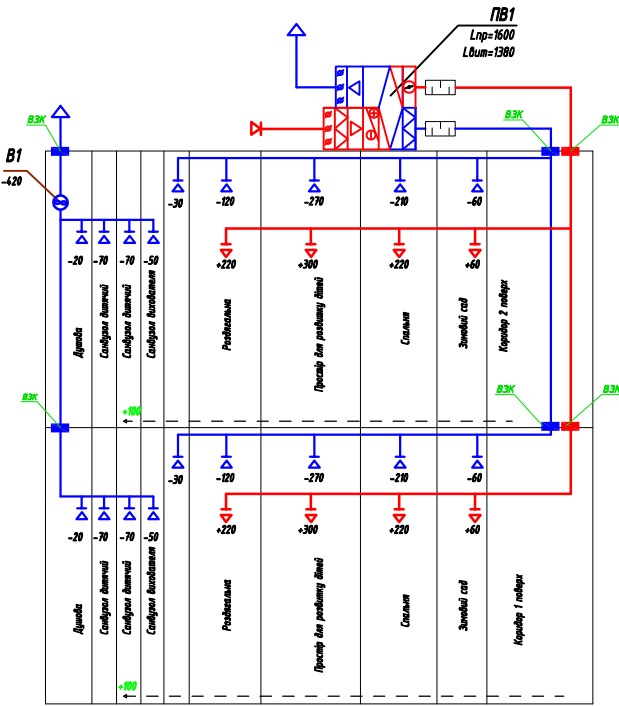 ПВ1
Lпр=1600
Lвит=1380
ВЗК
ВЗК
ВЗК
В1
-420
-30
-120
-270
-210
-60
-20
-70
-70
-50
+220
+300
+220
+60
Душова
Санвузол дитячий
Санвузол дитячий
Санвузол вихователя
Роздягальна
Простір для розвитку дітей
Спальня
Зимовий сад
Коридор 2 поверх
ВЗК
+100
ВЗК
ВЗК
-30
-120
-270
-210
-60
-20
-70
-70
-50
+220
+300
+220
+60
Душова
Санвузол дитячий
Санвузол дитячий
Санвузол вихователя
Роздягальна
Простір для розвитку дітей
Спальня
Зимовий сад
Коридор 1 поверх
+100